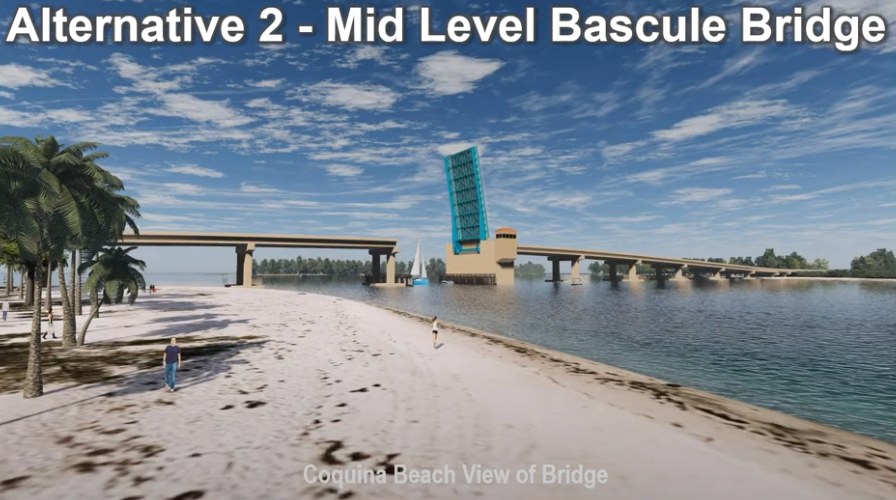 Alternative 2 - Mid Level Bascule Bridge
Coquina Beach View of Bridge